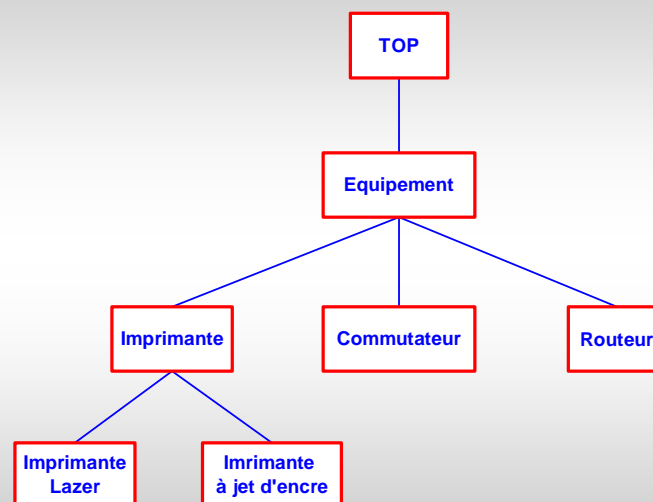 TOP
Equipement
Imprimante
Commutateur
Routeur
Imprimante
Lazer
Imrimante
à jet d'encre